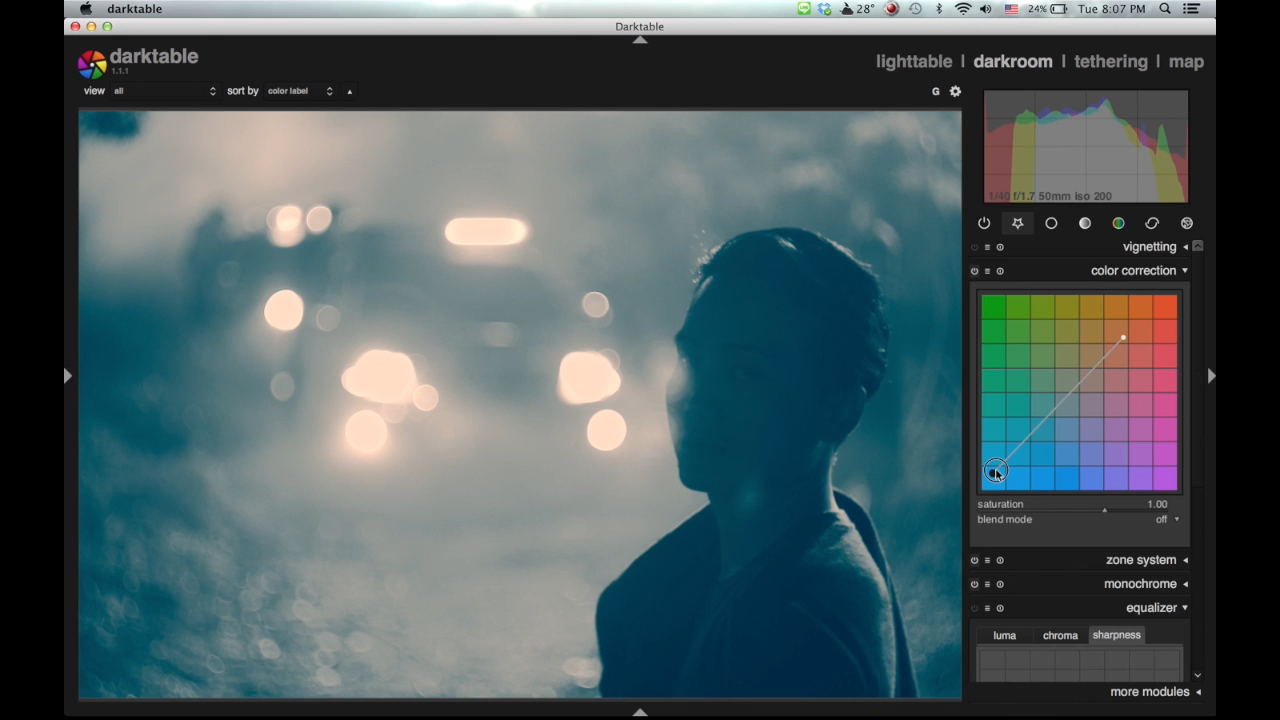 darktable
28° 24% Tue 8:07 PM
Darktable
darktable
1.1.1
lighttable | darkroom | tethering | map
view all sort by color label ▲ G
1/40 f/1.7 50mm iso 200
vignetting
color correction
saturation 1.00
blend mode off
zone system
monochrome
equalizer
luma chroma sharpness
more modules